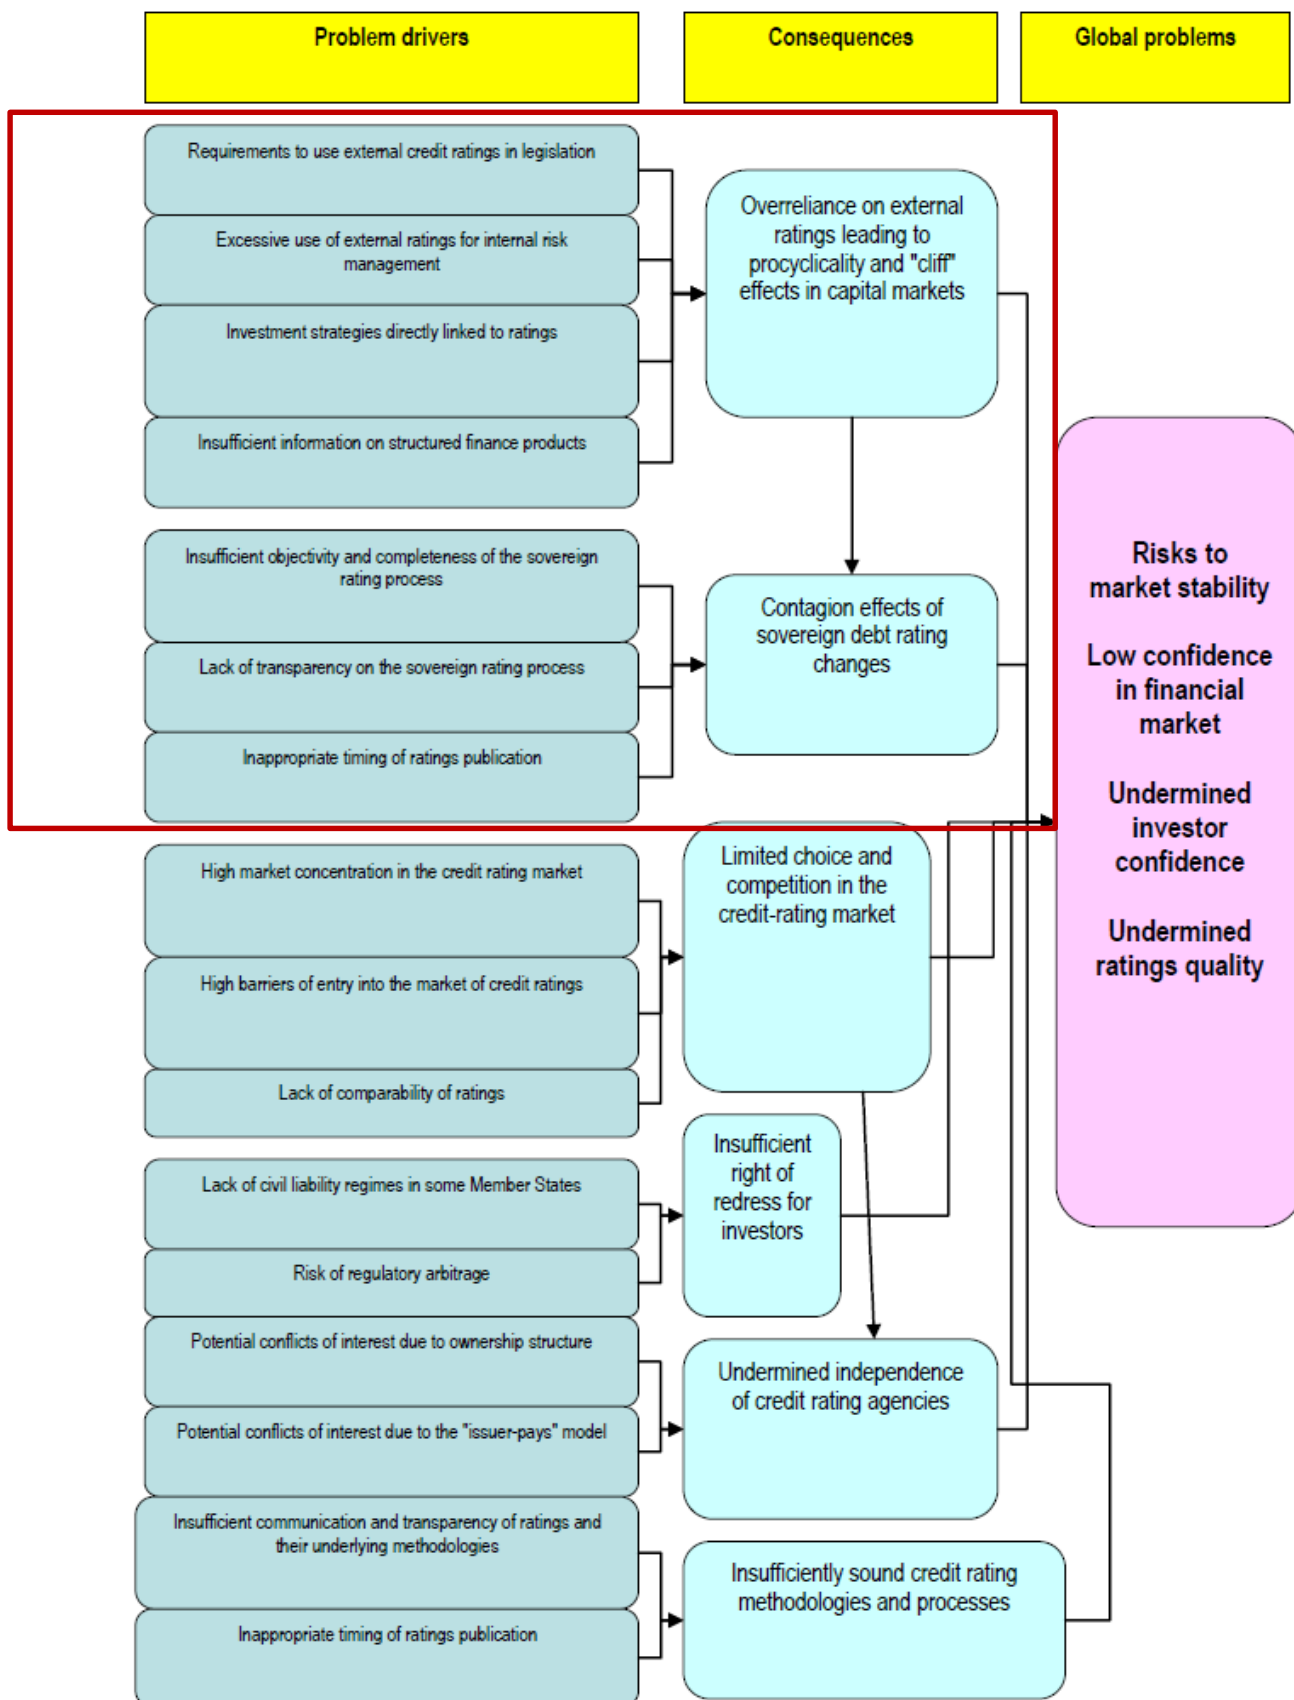 Problem drivers
Consequences
Global problems
Requirements to use external credit ratings in legislation
Excessive use of external ratings for internal risk
management
Investment strategies directly linked to ratings
Insufficient information on structured finance products
Overreliance on external
ratings leading to
procyclicality and "cliff"
effects in capital markets
Insufficient objectivity and completeness of the sovereign
rating process
Lack of transparency on the sovereign rating process
Inappropriate timing of ratings publication
Contagion effects of
sovereign debt rating
changes
High market concentration in the credit rating market
High barriers of entry into the market of credit ratings
Lack of comparability of ratings
Limited choice and
competition in the
credit-rating market
Lack of civil liability regimes in some Member States
Risk of regulatory arbitrage
Insufficient
right of
redress for
investors
Potential conflicts of interest due to ownership structure
Potential conflicts of interest due to the "issuer-pays" model
Undermined independence
of credit rating agencies
Insufficient communication and transparency of ratings and
their underlying methodologies
Inappropriate timing of ratings publication
Insufficiently sound credit rating
methodologies and processes
Risks to
market stability
Low confidence
in financial
market
Undermined
investor
confidence
Undermined
ratings quality